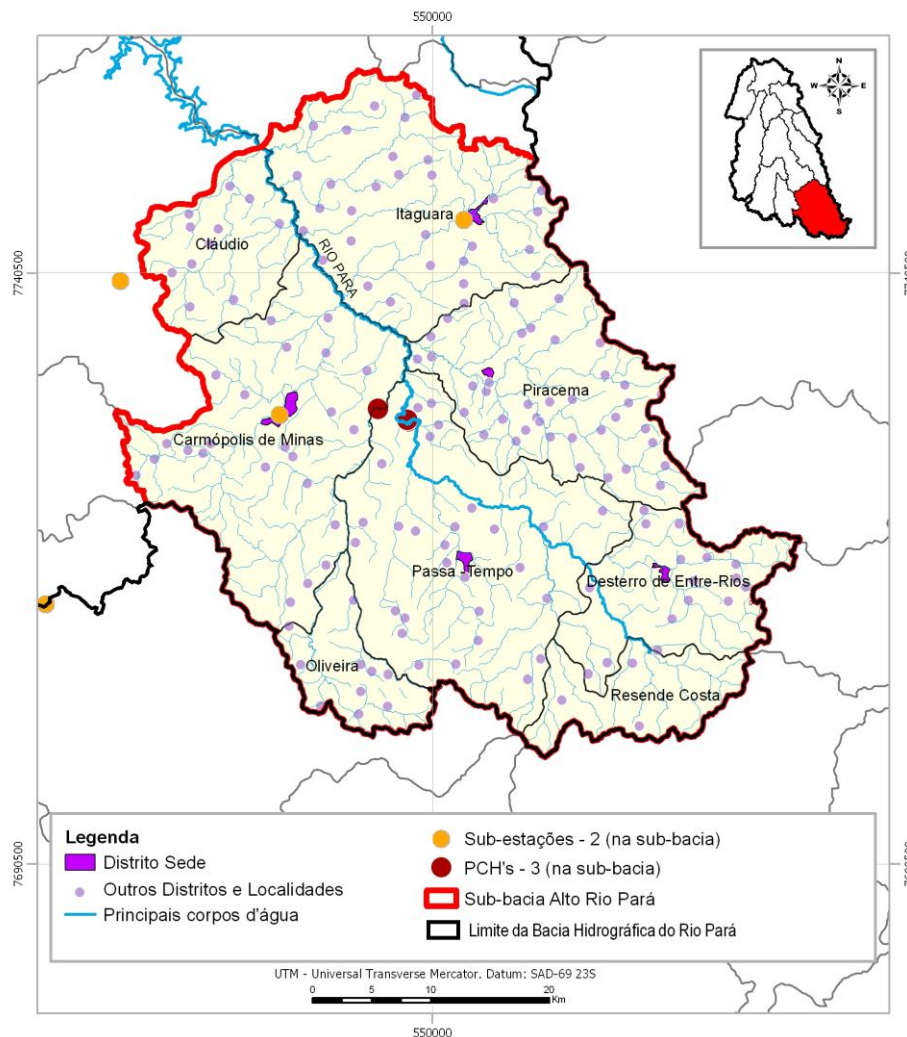 550000
N
W E
S
Itaguara
Cláudio
RIO PARA
7740500
7740500
Piracema
Carmópolis de Minas
Passa -Tempo
Desterro de Entre-Rios
Oliveira
Resende Costa
Legenda
Distrito Sede
Outros Distritos e Localidades
Principais corpos d'água
Sub-estações - 2 (na sub-bacia)
PCH's - 3 (na sub-bacia)
Sub-bacia Alto Rio Pará
Limite da Bacia Hidrográfica do Rio Pará
7690500
7690500
UTM - Universal Transverse Mercator. Datum: SAD-69 23S
0 5 10 20
Km
550000